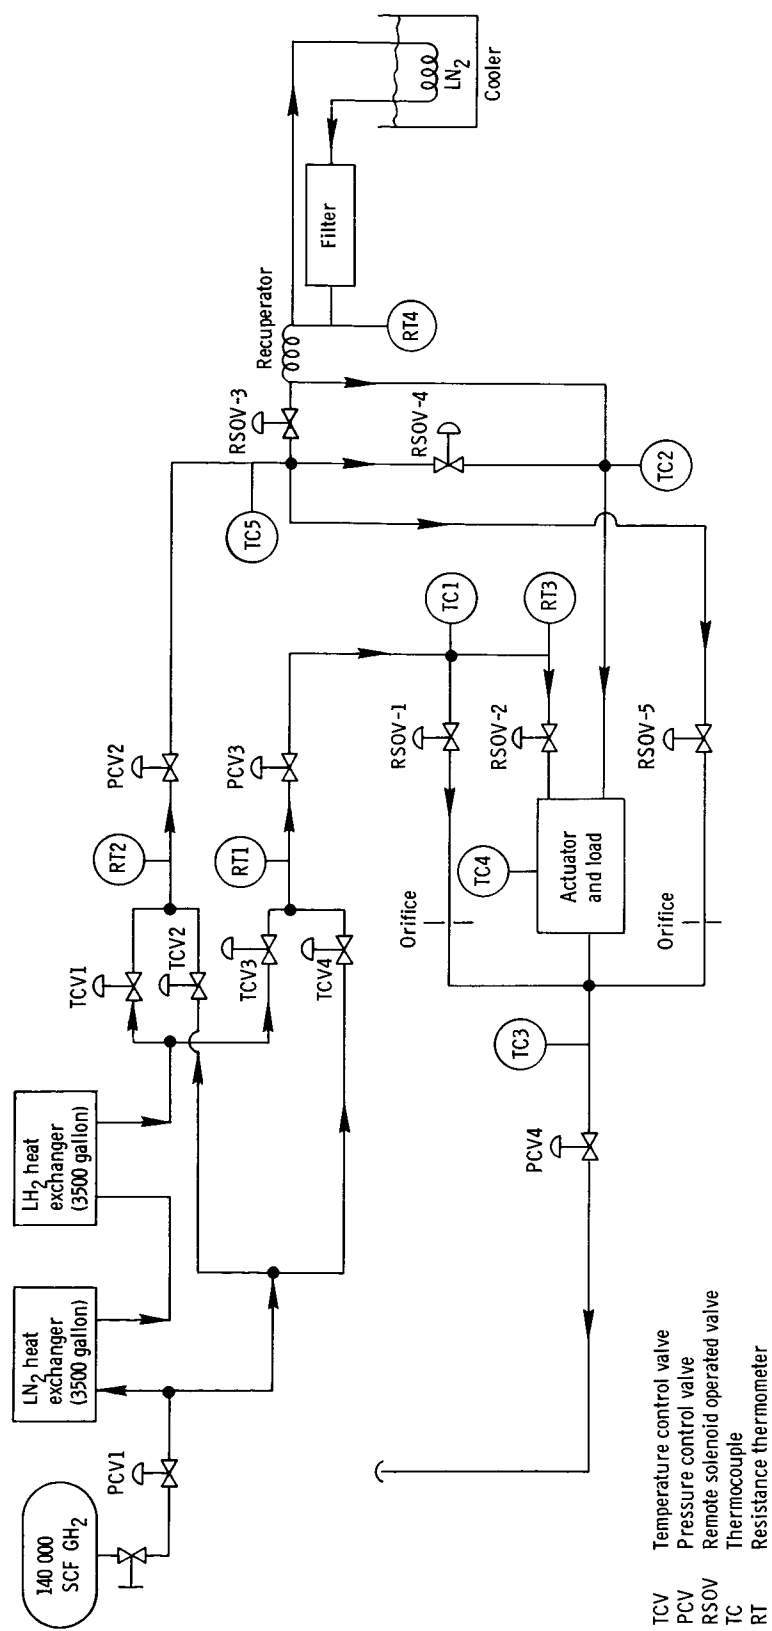 140 000
SCF GH2
PCV1
LN2 heat
exchanger
(3500 gallon)
LH2 heat
exchanger
(3500 gallon)
TCV1
TCV2
TCV3
TCV4
RT2
RT1
PCV2
PCV3
TC5
RSOV-3
Recuperator
Filter
LN2
Cooler
RT4
RSOV-4
TC2
TC1
RT3
RSOV-1
RSOV-2
RSOV-5
Orifice
TC4
Actuator
and load
Orifice
TC3
PCV4
TCV Temperature control valve
PCV Pressure control valve
RSOV Remote solenoid operated valve
TC Thermocouple
RT Resistance thermometer